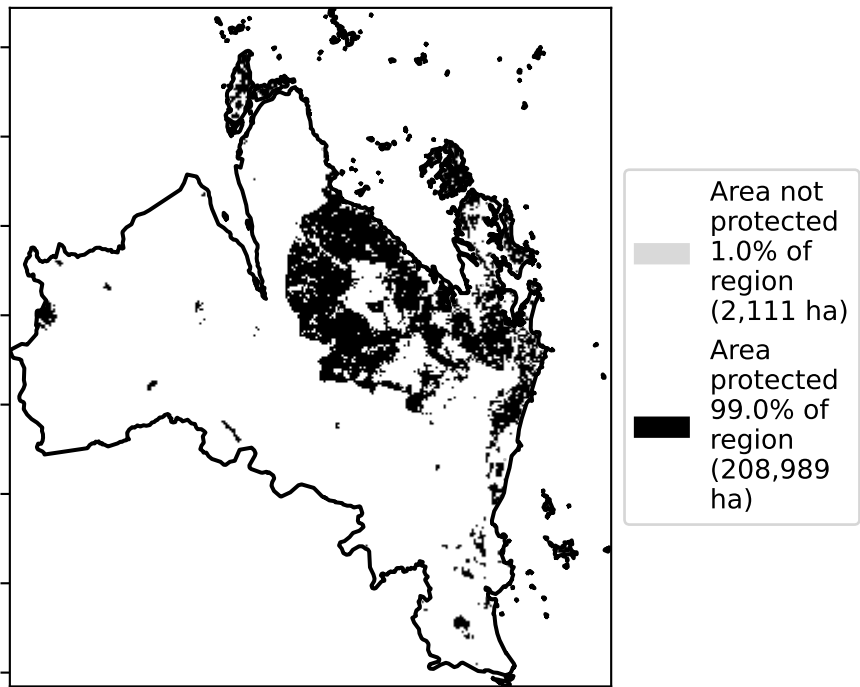 Area not
protected
1.0% of
region
(2,111 ha)
Area
protected
99.0% of
region
(208,989
ha)